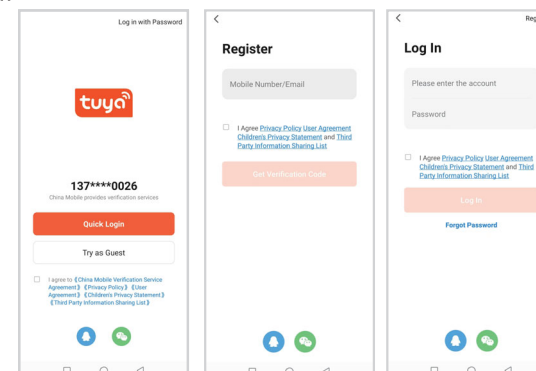 Log in with Password
tuya
137****0026
China Mobile provides verification services
Quick Login
Try as Guest
I agree to《China Mobile Verification Service
Agreement》《Privacy Policy》《User
Agreement》《Children's Privacy Statement》
《Third Party Information Sharing List》
Register
Mobile Number/Email
I Agree Privacy Policy User Agreement
Children's Privacy Statement and Third
Party Information Sharing List
Get Verification Code
Reg
Log In
Please enter the account
Password
I Agree Privacy Policy User Agreement
Children's Privacy Statement and Third
Party Information Sharing List
Log In
Forgot Password